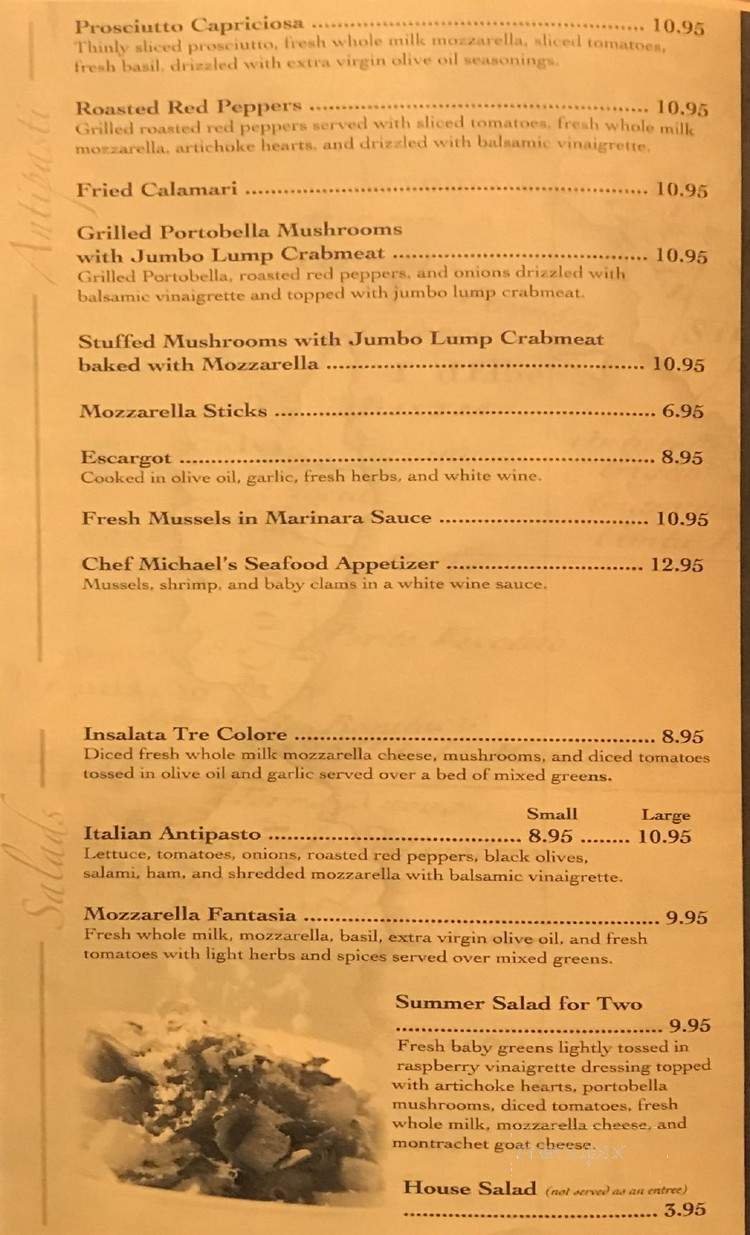 Prosciutto Capriciosa ........ 10.95
Thinly sliced prosciutto, fresh whole milk mozzarella, sliced tomatoes,
fresh basil, drizzled with extra virgin olive oil seasonings.
Roasted Red Peppers ........ 10.95
Grilled roasted red peppers served with sliced tomatoes, fresh whole milk
mozzarella, artichoke hearts, and drizzled with balsamic vinaigrette.
Antipasti
Fried Calamari ........ 10.95
Grilled Portobella Mushrooms
with Jumbo Lump Crabmeat ........ 10.95
Grilled Portobella, roasted red peppers, and onions drizzled with
balsamic vinaigrette and topped with jumbo lump crabmeat.
Stuffed Mushrooms with Jumbo Lump Crabmeat
baked with Mozzarella ........ 10.95
Mozzarella Sticks ........ 6.95
Escargot ........ 8.95
Cooked in olive oil, garlic, fresh herbs, and white wine.
Fresh Mussels in Marinara Sauce ........ 10.95
Chef Michael's Seafood Appetizer ........ 12.95
Mussels, shrimp, and baby clams in a white wine sauce.
Insalata Tre Colore ........ 8.95
Diced fresh whole milk mozzarella cheese, mushrooms, and diced tomatoes
tossed in olive oil and garlic served over a bed of mixed greens.
Small Large
Italian Antipasto ........ 8.95 ........ 10.95
Lettuce, tomatoes, onions, roasted red peppers, black olives,
salami, ham, and shredded mozzarella with balsamic vinaigrette.
Salads
Mozzarella Fantasia ........ 9.95
Fresh whole milk, mozzarella, basil, extra virgin olive oil, and fresh
tomatoes with light herbs and spices served over mixed greens.
Summer Salad for Two
........ 9.95
Fresh baby greens lightly tossed in
raspberry vinaigrette dressing topped
with artichoke hearts, portobella
mushrooms, diced tomatoes, fresh
whole milk, mozzarella cheese, and
montrachet goat cheese.
House Salad (not served as an entree)
........ 3.95